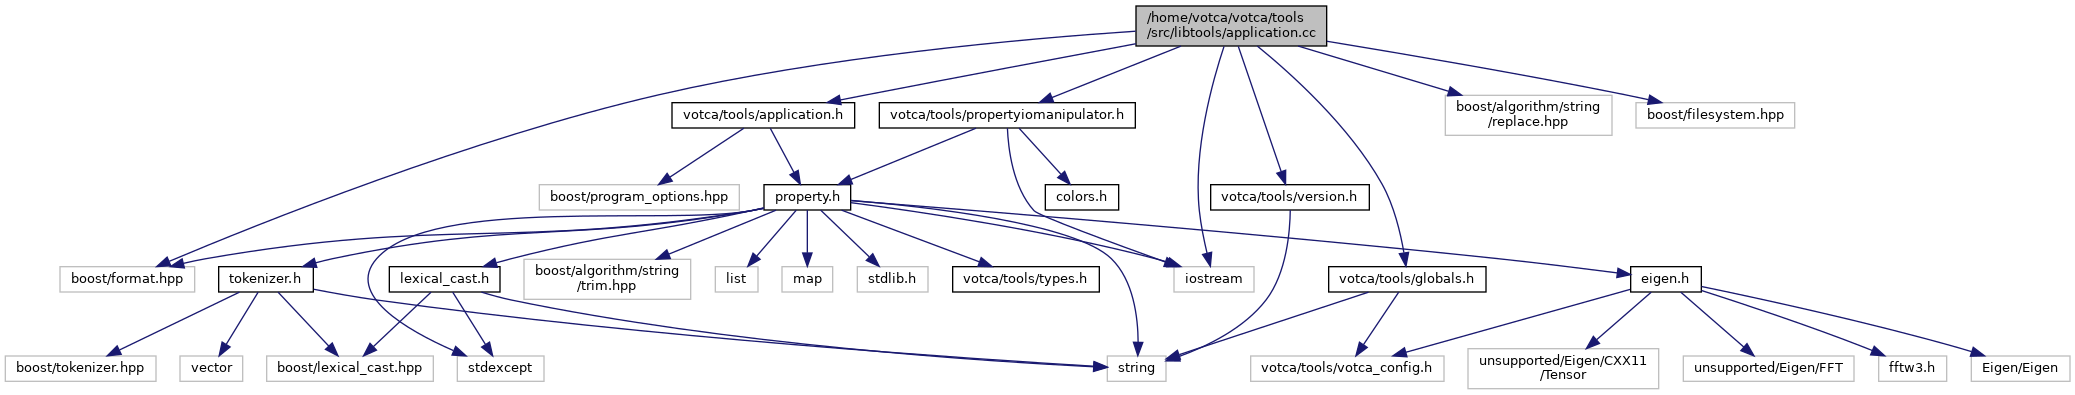 /home/votca/votca/tools
/src/libtools/application.cc
votca/tools/application.h
votca/tools/propertyiomanipulator.h
boost/algorithm/string
/replace.hpp
boost/filesystem.hpp
boost/program_options.hpp
property.h
colors.h
votca/tools/version.h
boost/format.hpp
tokenizer.h
lexical_cast.h
boost/algorithm/string
/trim.hpp
list
map
stdlib.h
votca/tools/types.h
iostream
votca/tools/globals.h
eigen.h
boost/tokenizer.hpp
vector
boost/lexical_cast.hpp
stdexcept
string
votca/tools/votca_config.h
unsupported/Eigen/CXX11
/Tensor
unsupported/Eigen/FFT
fftw3.h
Eigen/Eigen